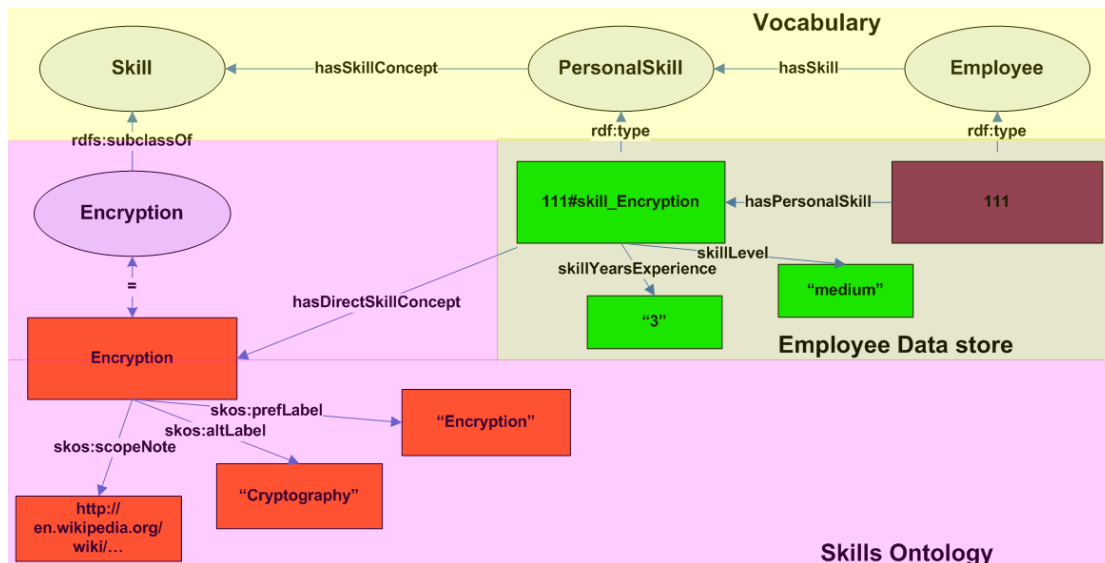 Vocabulary
Skill
hasSkillConcept
PersonalSkill
hasSkill
Employee
rdfs:subclassOf
rdf:type
rdf:type
Encryption
111#skill_Encryption
hasPersonalSkill
111
skillLevel
skillYearsExperience
=
hasDirectSkillConcept
“medium”
“3”
Employee Data store
Encryption
skos:prefLabel
skos:altLabel
skos:scopeNote
“Encryption”
“Cryptography”
http://
en.wikipedia.org/
wiki/…
Skills Ontology